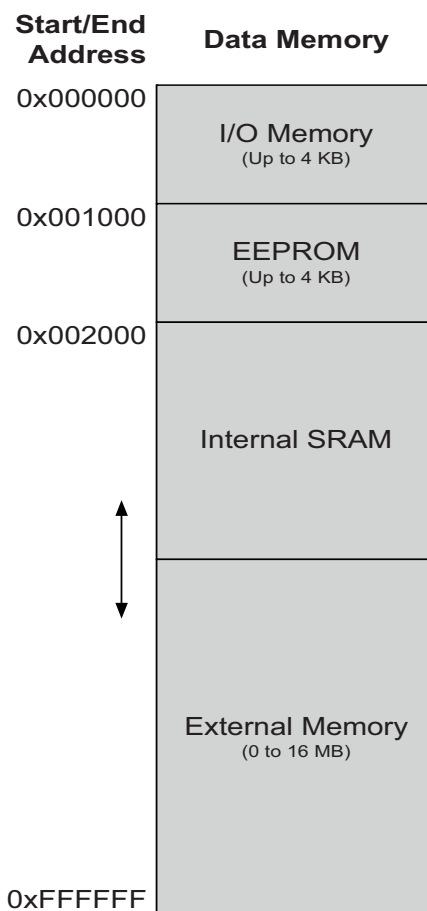 Start/End
Address
Data Memory
0x000000
I/O Memory
(Up to 4 KB)
0x001000
EEPROM
(Up to 4 KB)
0x002000
Internal SRAM
External Memory
(0 to 16 MB)
0xFFFFFF